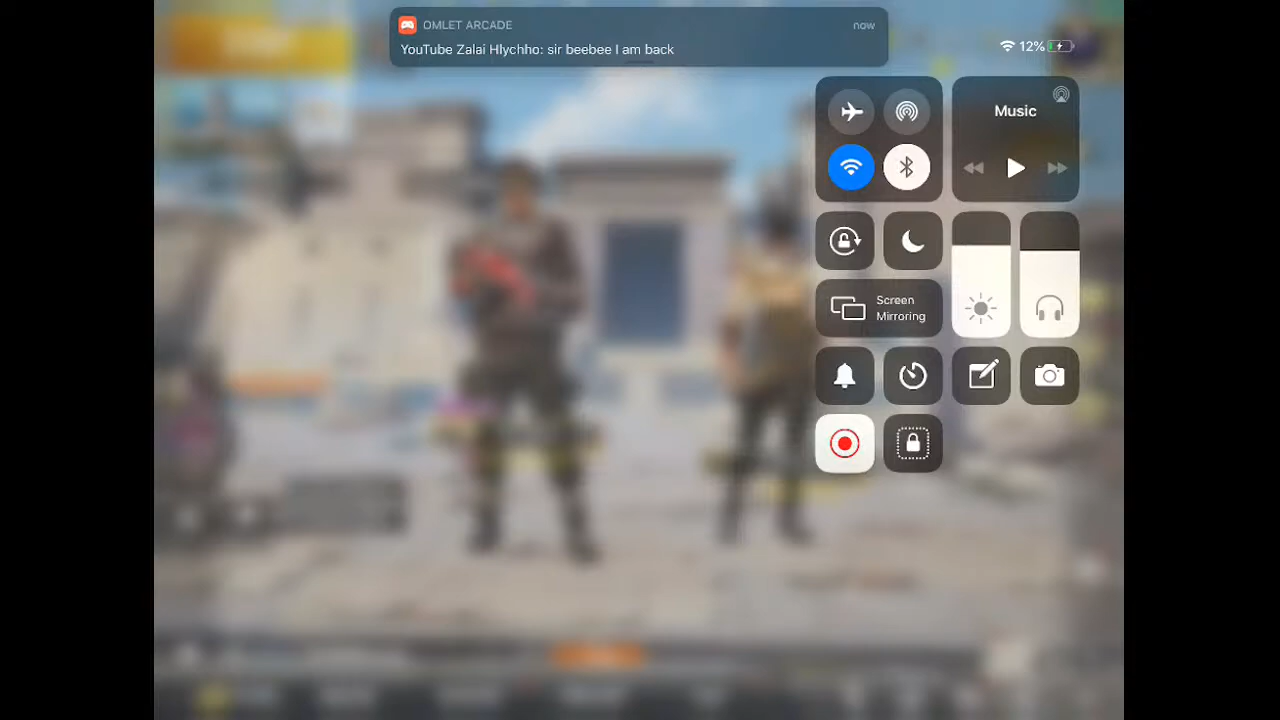 OMLET ARCADE
now
YouTube Zalai Hlychho: sir beebee I am back
12%
Music
Screen
Mirroring